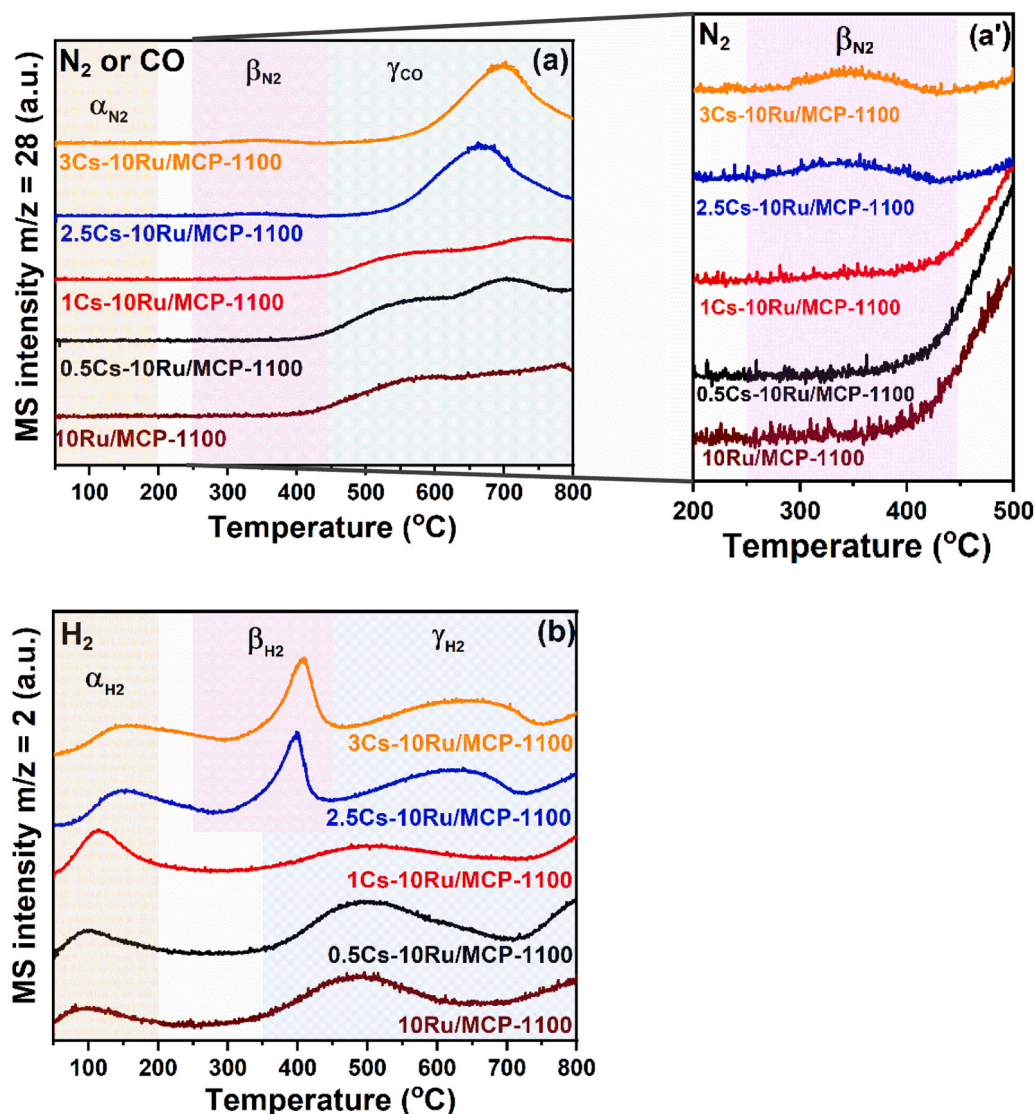 N2 or CO
(a)
αN2
βN2
γCO
3Cs-10Ru/MCP-1100
2.5Cs-10Ru/MCP-1100
1Cs-10Ru/MCP-1100
0.5Cs-10Ru/MCP-1100
10Ru/MCP-1100
MS intensity m/z = 28 (a.u.)
100 200 300 400 500 600 700 800
Temperature (oC)
N2
βN2
(a')
3Cs-10Ru/MCP-1100
2.5Cs-10Ru/MCP-1100
1Cs-10Ru/MCP-1100
0.5Cs-10Ru/MCP-1100
10Ru/MCP-1100
200 300 400 500
Temperature (oC)
H2
(b)
αH2
βH2
γH2
3Cs-10Ru/MCP-1100
2.5Cs-10Ru/MCP-1100
1Cs-10Ru/MCP-1100
0.5Cs-10Ru/MCP-1100
10Ru/MCP-1100
MS intensity m/z = 2 (a.u.)
100 200 300 400 500 600 700 800
Temperature (oC)